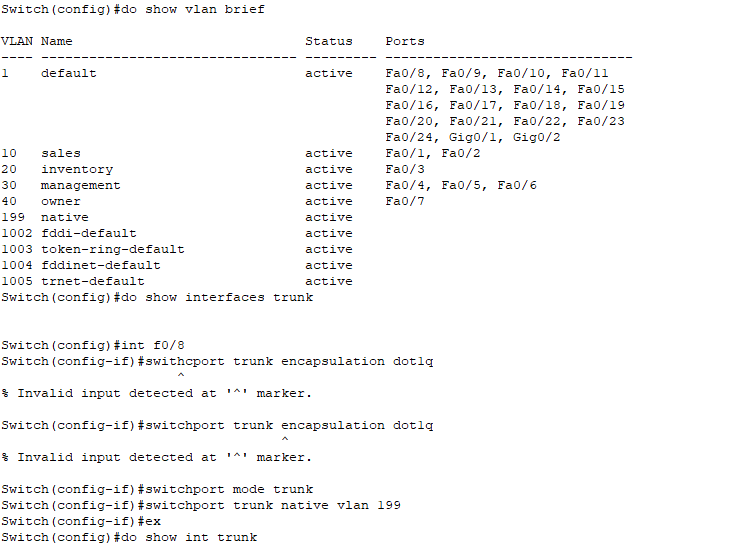 Switch(config)#do show vlan brief
VLAN Name                             Status    Ports
---- -------------------------------- --------- -------------------------------
1    default                          active    Fa0/8, Fa0/9, Fa0/10, Fa0/11
                                                Fa0/12, Fa0/13, Fa0/14, Fa0/15
                                                Fa0/16, Fa0/17, Fa0/18, Fa0/19
                                                Fa0/20, Fa0/21, Fa0/22, Fa0/23
                                                Fa0/24, Gig0/1, Gig0/2
10   sales                            active    Fa0/1, Fa0/2
20   inventory                        active    Fa0/3
30   management                       active    Fa0/4, Fa0/5, Fa0/6
40   owner                            active    Fa0/7
199  native                           active
1002 fddi-default                     active
1003 token-ring-default               active
1004 fddinet-default                  active
1005 trnet-default                    active
Switch(config)#do show interfaces trunk
Switch(config)#int f0/8
Switch(config-if)#swithcport trunk encapsulation dot1q
                      ^
% Invalid input detected at '^' marker.
Switch(config-if)#switchport trunk encapsulation dot1q
                                   ^
% Invalid input detected at '^' marker.
Switch(config-if)#switchport mode trunk
Switch(config-if)#switchport trunk native vlan 199
Switch(config-if)#ex
Switch(config)#do show int trunk